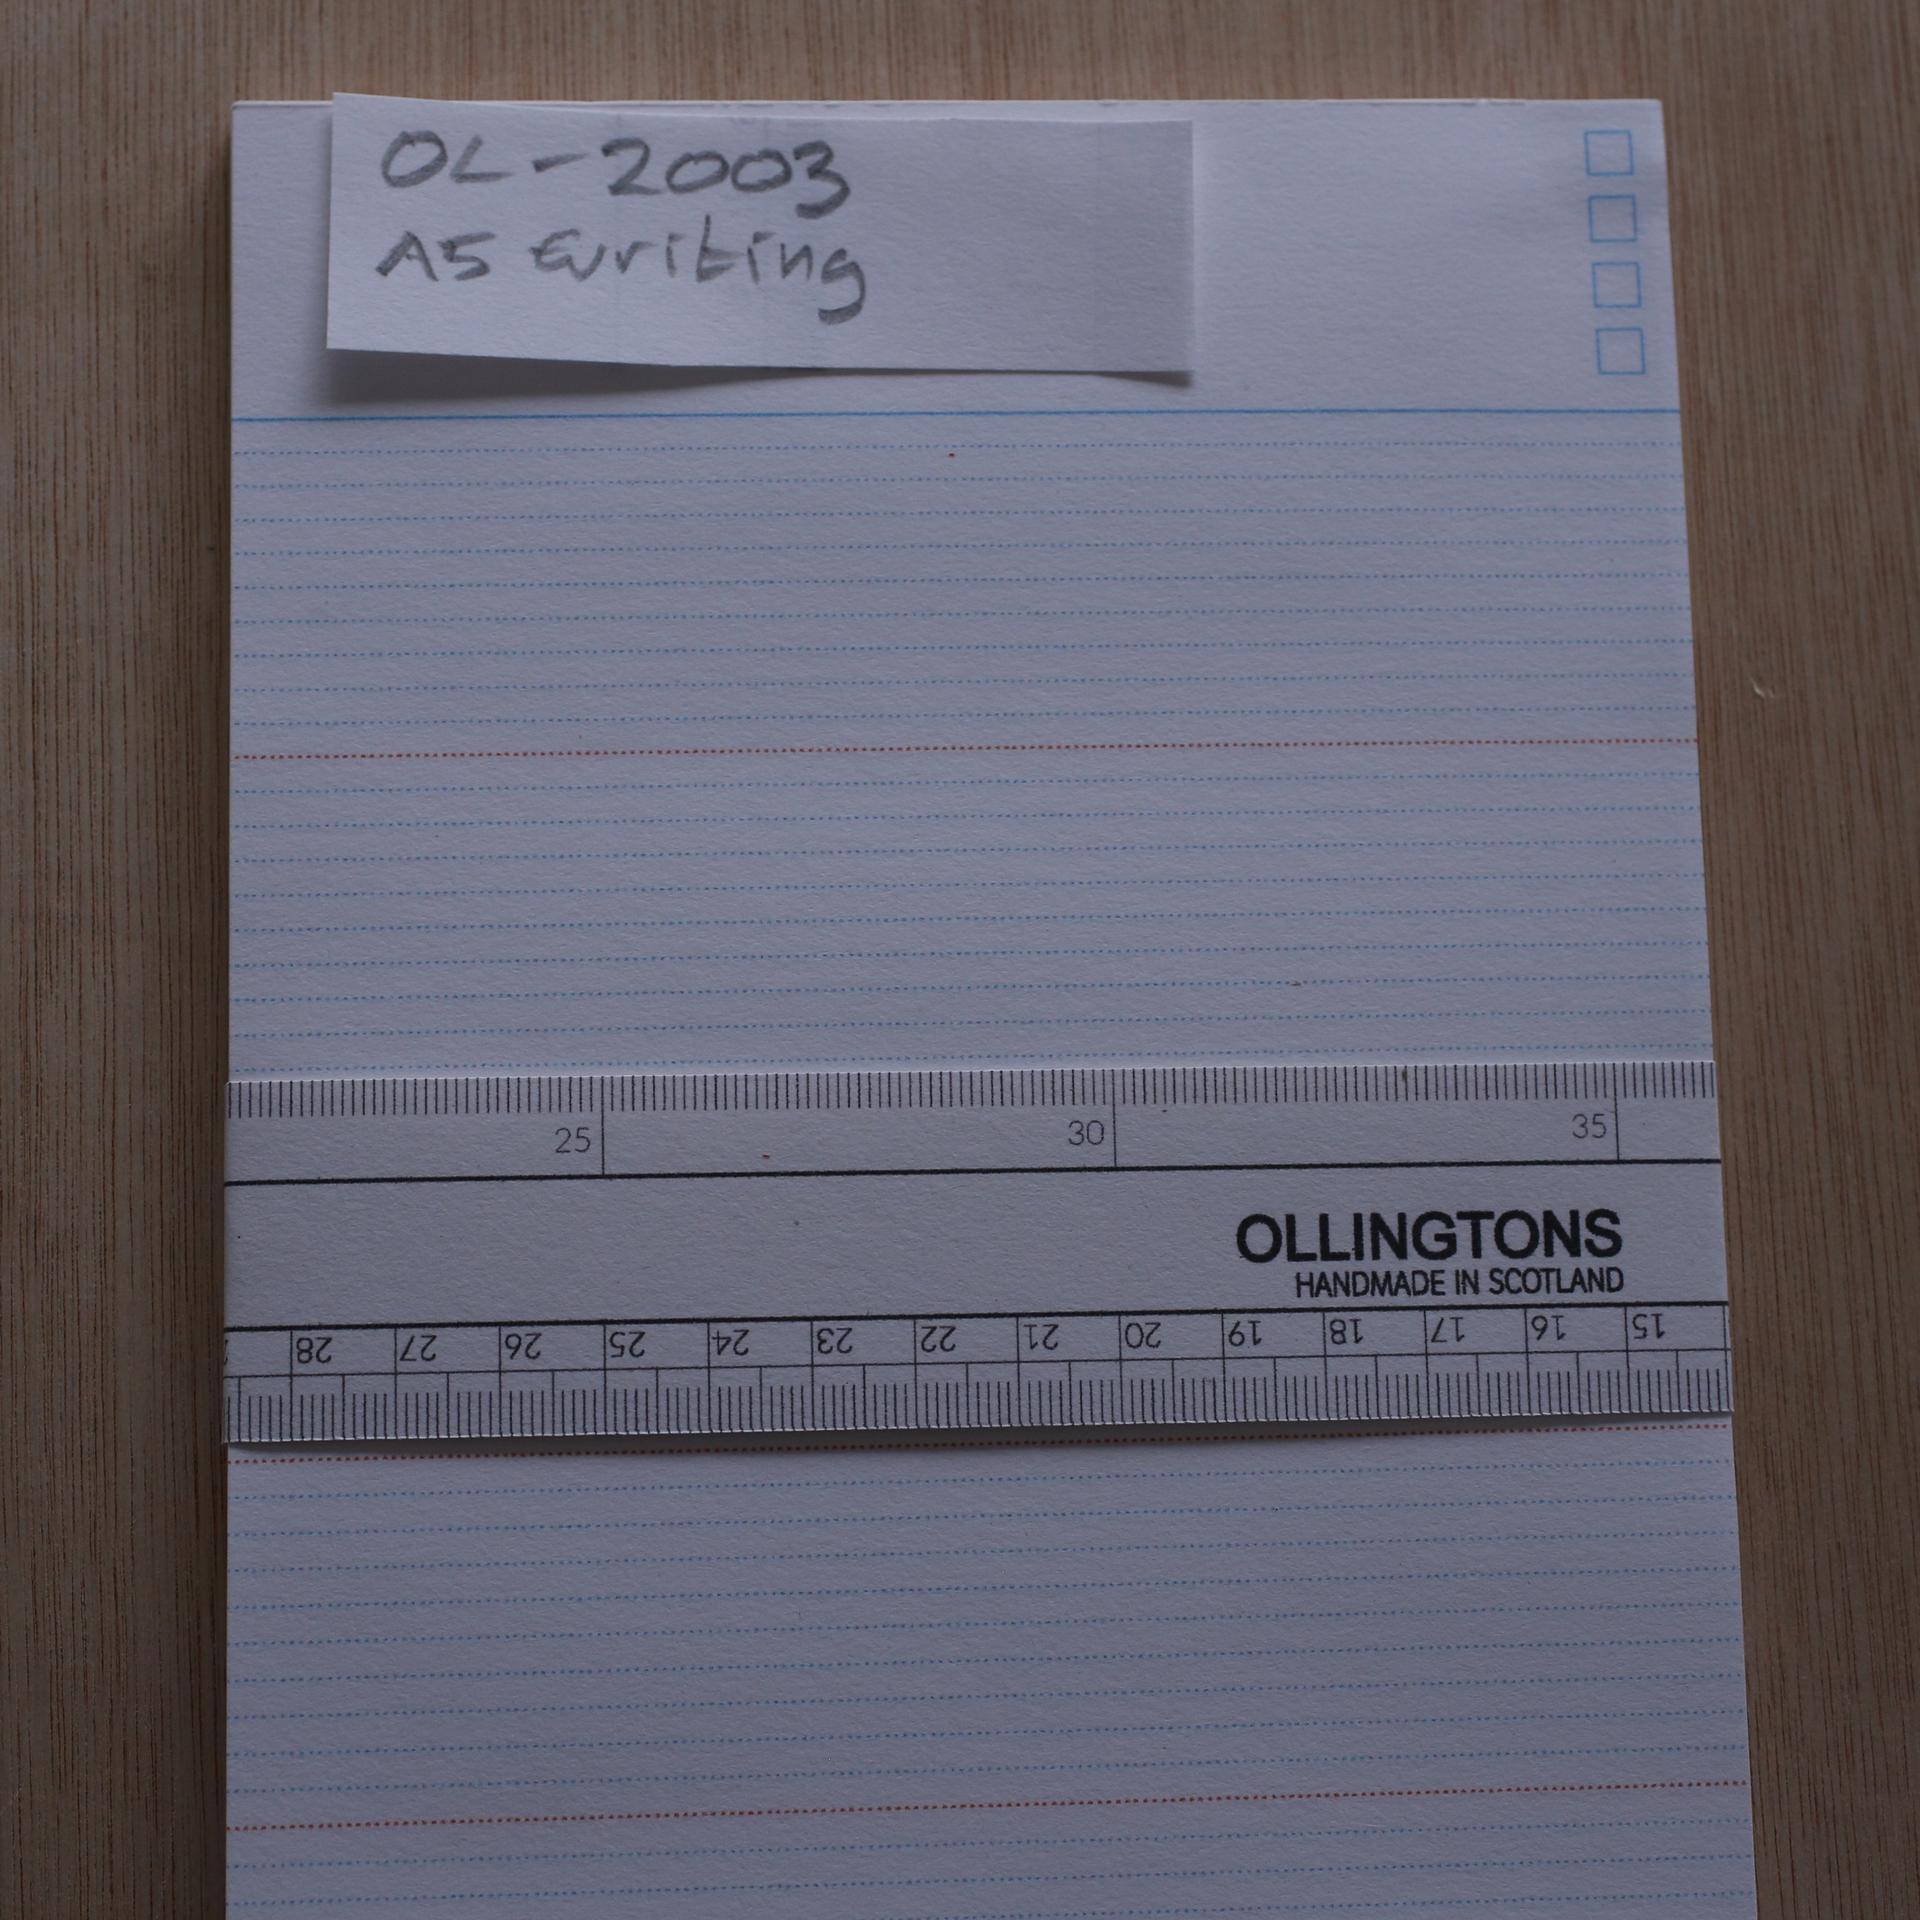 OL-2003
A5 Writing
25 30 35
OLLINGTONS
HANDMADE IN SCOTLAND
28 27 26 25 24 23 22 21 20 19 18 17 16 15